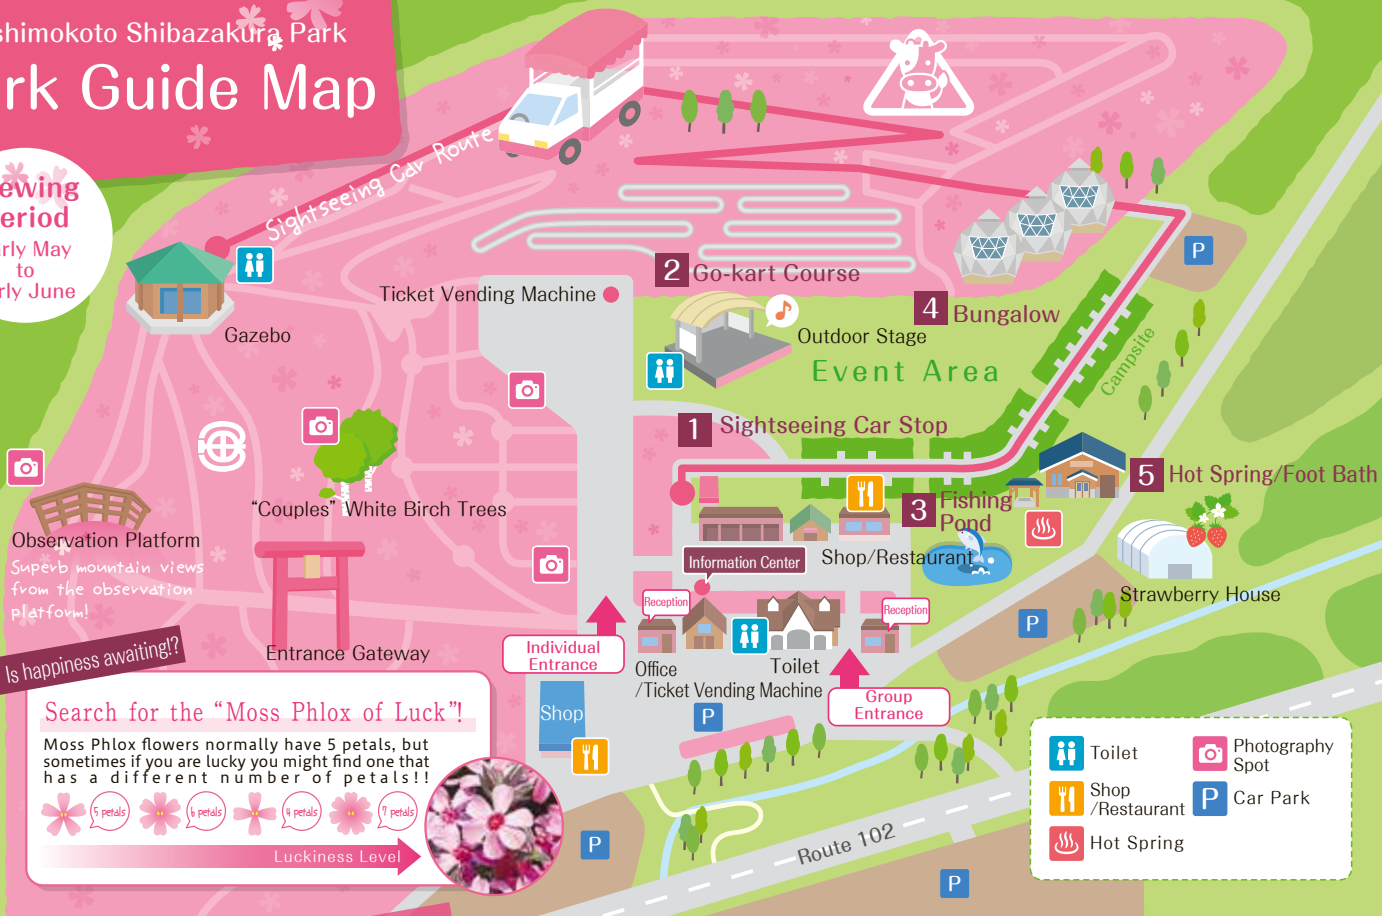 shimokoto Shibazakura Park
rk Guide Map
ewing
eriod
rly May
to
rly June
Sightseeing Car Route
Gazebo
Ticket Vending Machine
2 Go-kart Course
Outdoor Stage
Event Area
4 Bungalow
Campsite
1 Sightseeing Car Stop
5 Hot Spring/Foot Bath
3 Fishing
Pond
Shop/Restaurant
Information Center
Strawberry House
"Couples" White Birch Trees
Observation Platform
Superb mountain views
from the observation
platform!
Entrance Gateway
Individual
Entrance
Reception
Reception
Office
/Ticket Vending Machine
Toilet
Group
Entrance
Shop
P
P
P
P
P
Route 102
Is happiness awaiting!?
Search for the “Moss Phlox of Luck”!
Moss Phlox flowers normally have 5 petals, but
sometimes if you are lucky you might find one that
has a different number of petals!!
5 petals
6 petals
4 petals
7 petals
Luckiness Level
Toilet
Photography
Spot
Shop
/Restaurant
P Car Park
Hot Spring